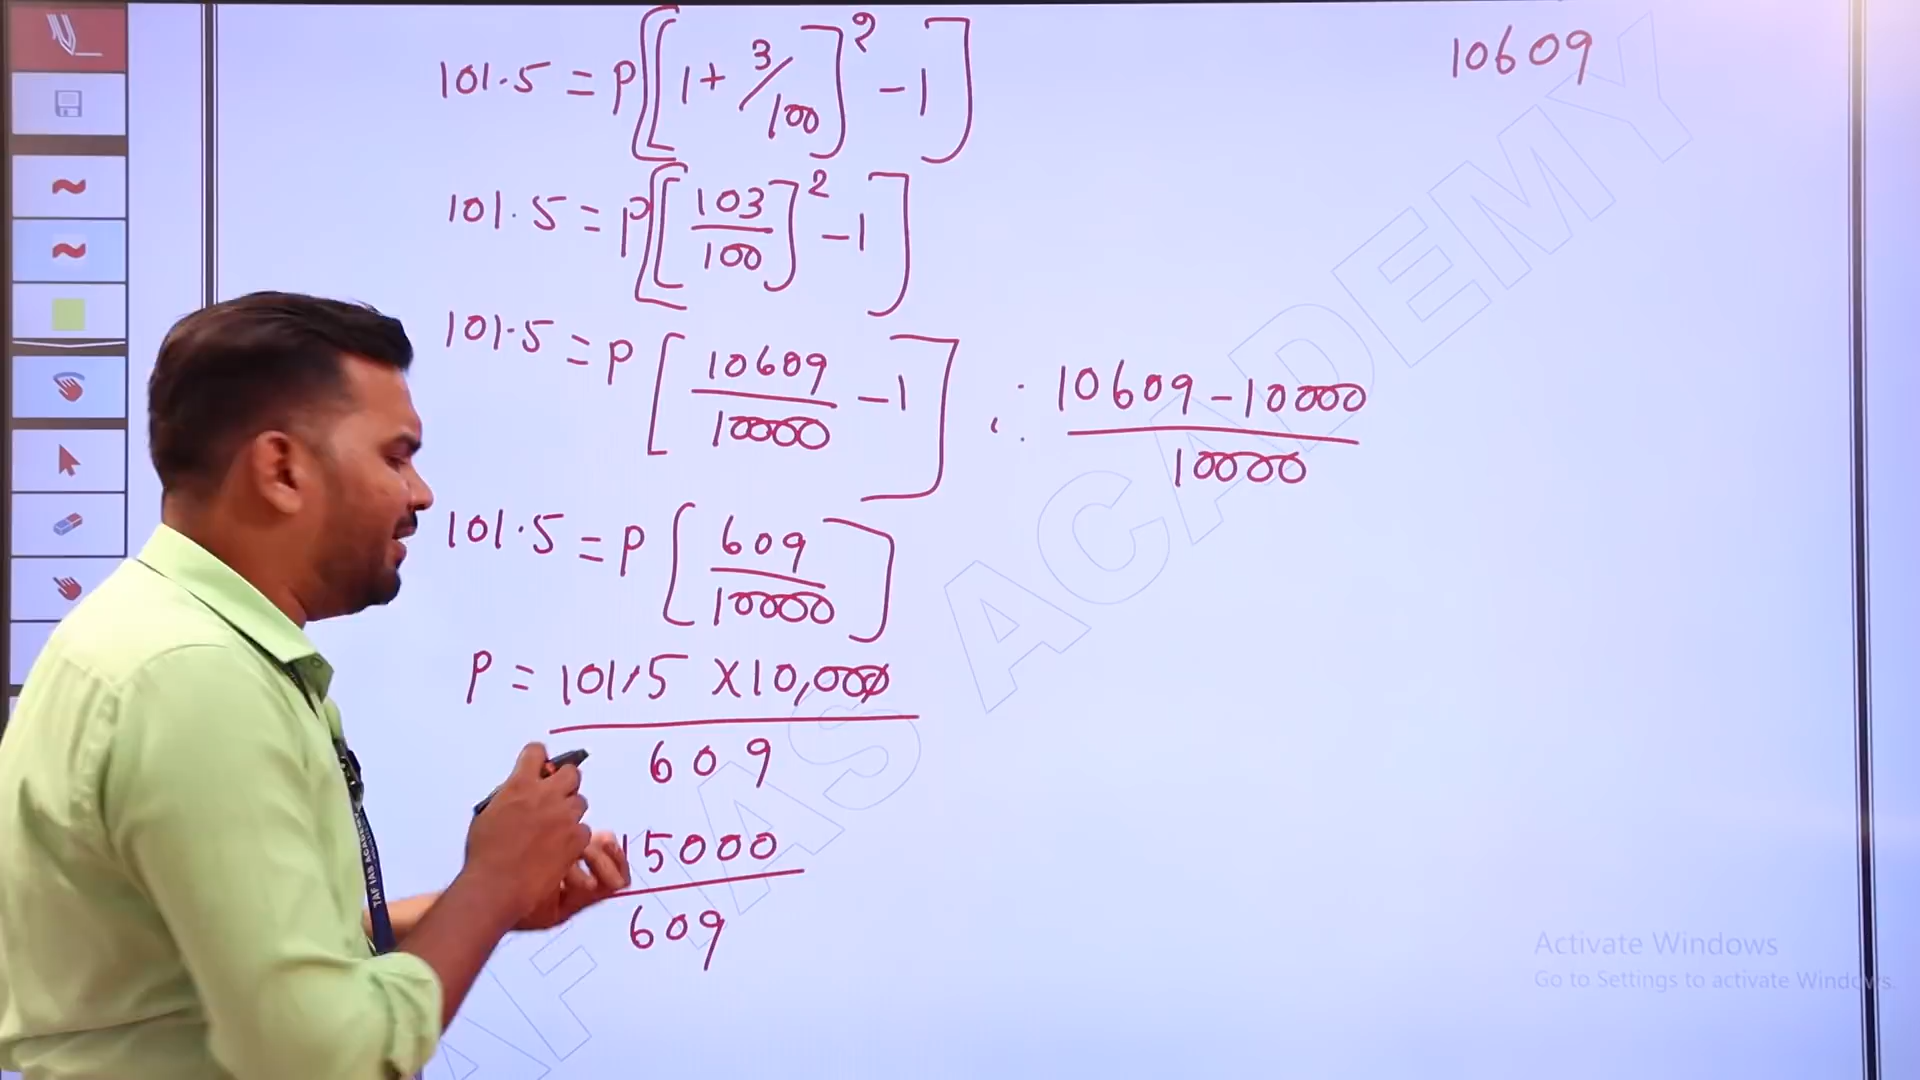 10609
101.5 = P[[1+ 3/100]² -1]
101.5 = P[[103/100]² -1]
101.5 = P[10609/10000 -1] ∴ 10609-10000/10000
101.5 = P[609/10000]
P = 101.5 X 10,000
609
15000
609
TAF IAS ACADEMY
IAS ACADEMY
Activate Windows
Go to Settings to activate Windows.